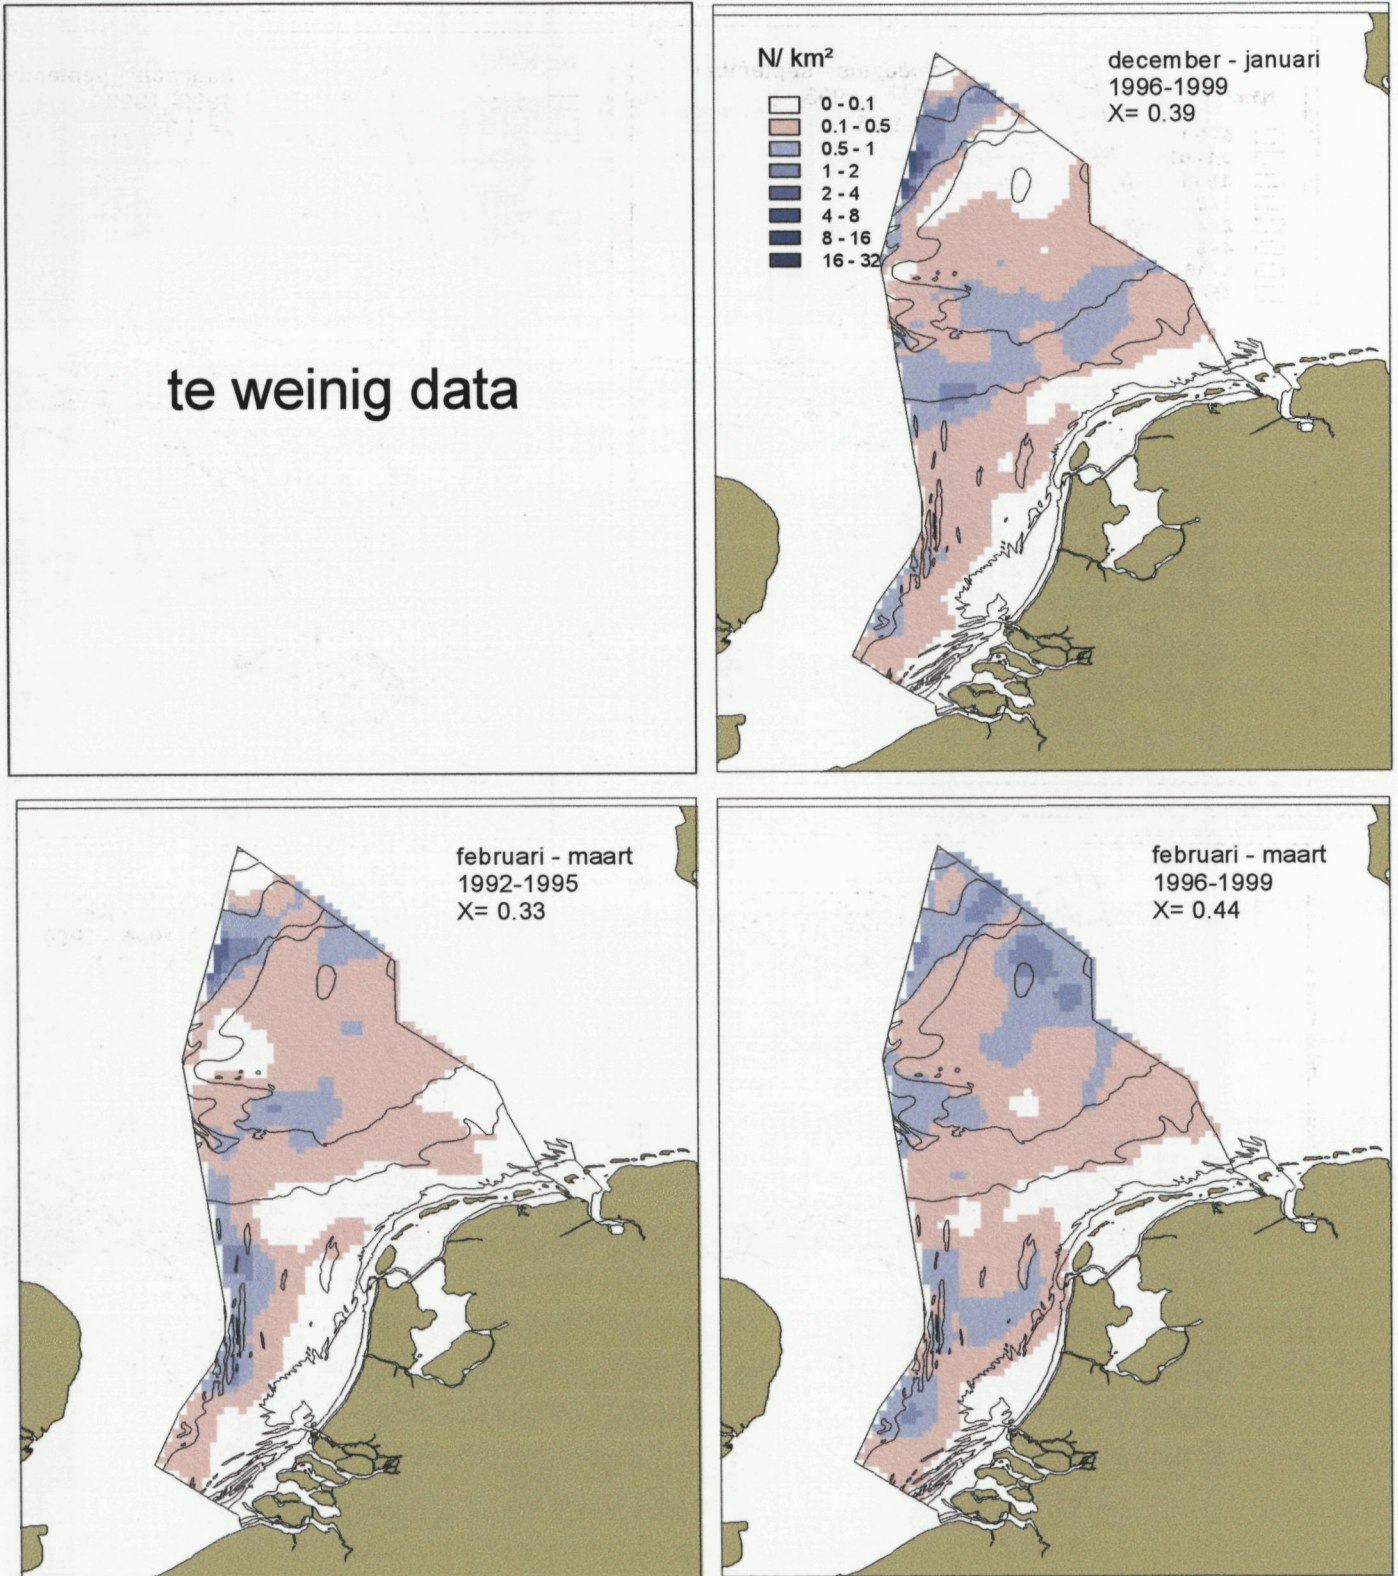 te weinig data
N/ km²
0 - 0.1
0.1 - 0.5
0.5 - 1
1 - 2
2 - 4
4 - 8
8 - 16
16 - 32
december - januari
1996-1999
X= 0.39
februari - maart
1992-1995
X= 0.33
februari - maart
1996-1999
X= 0.44